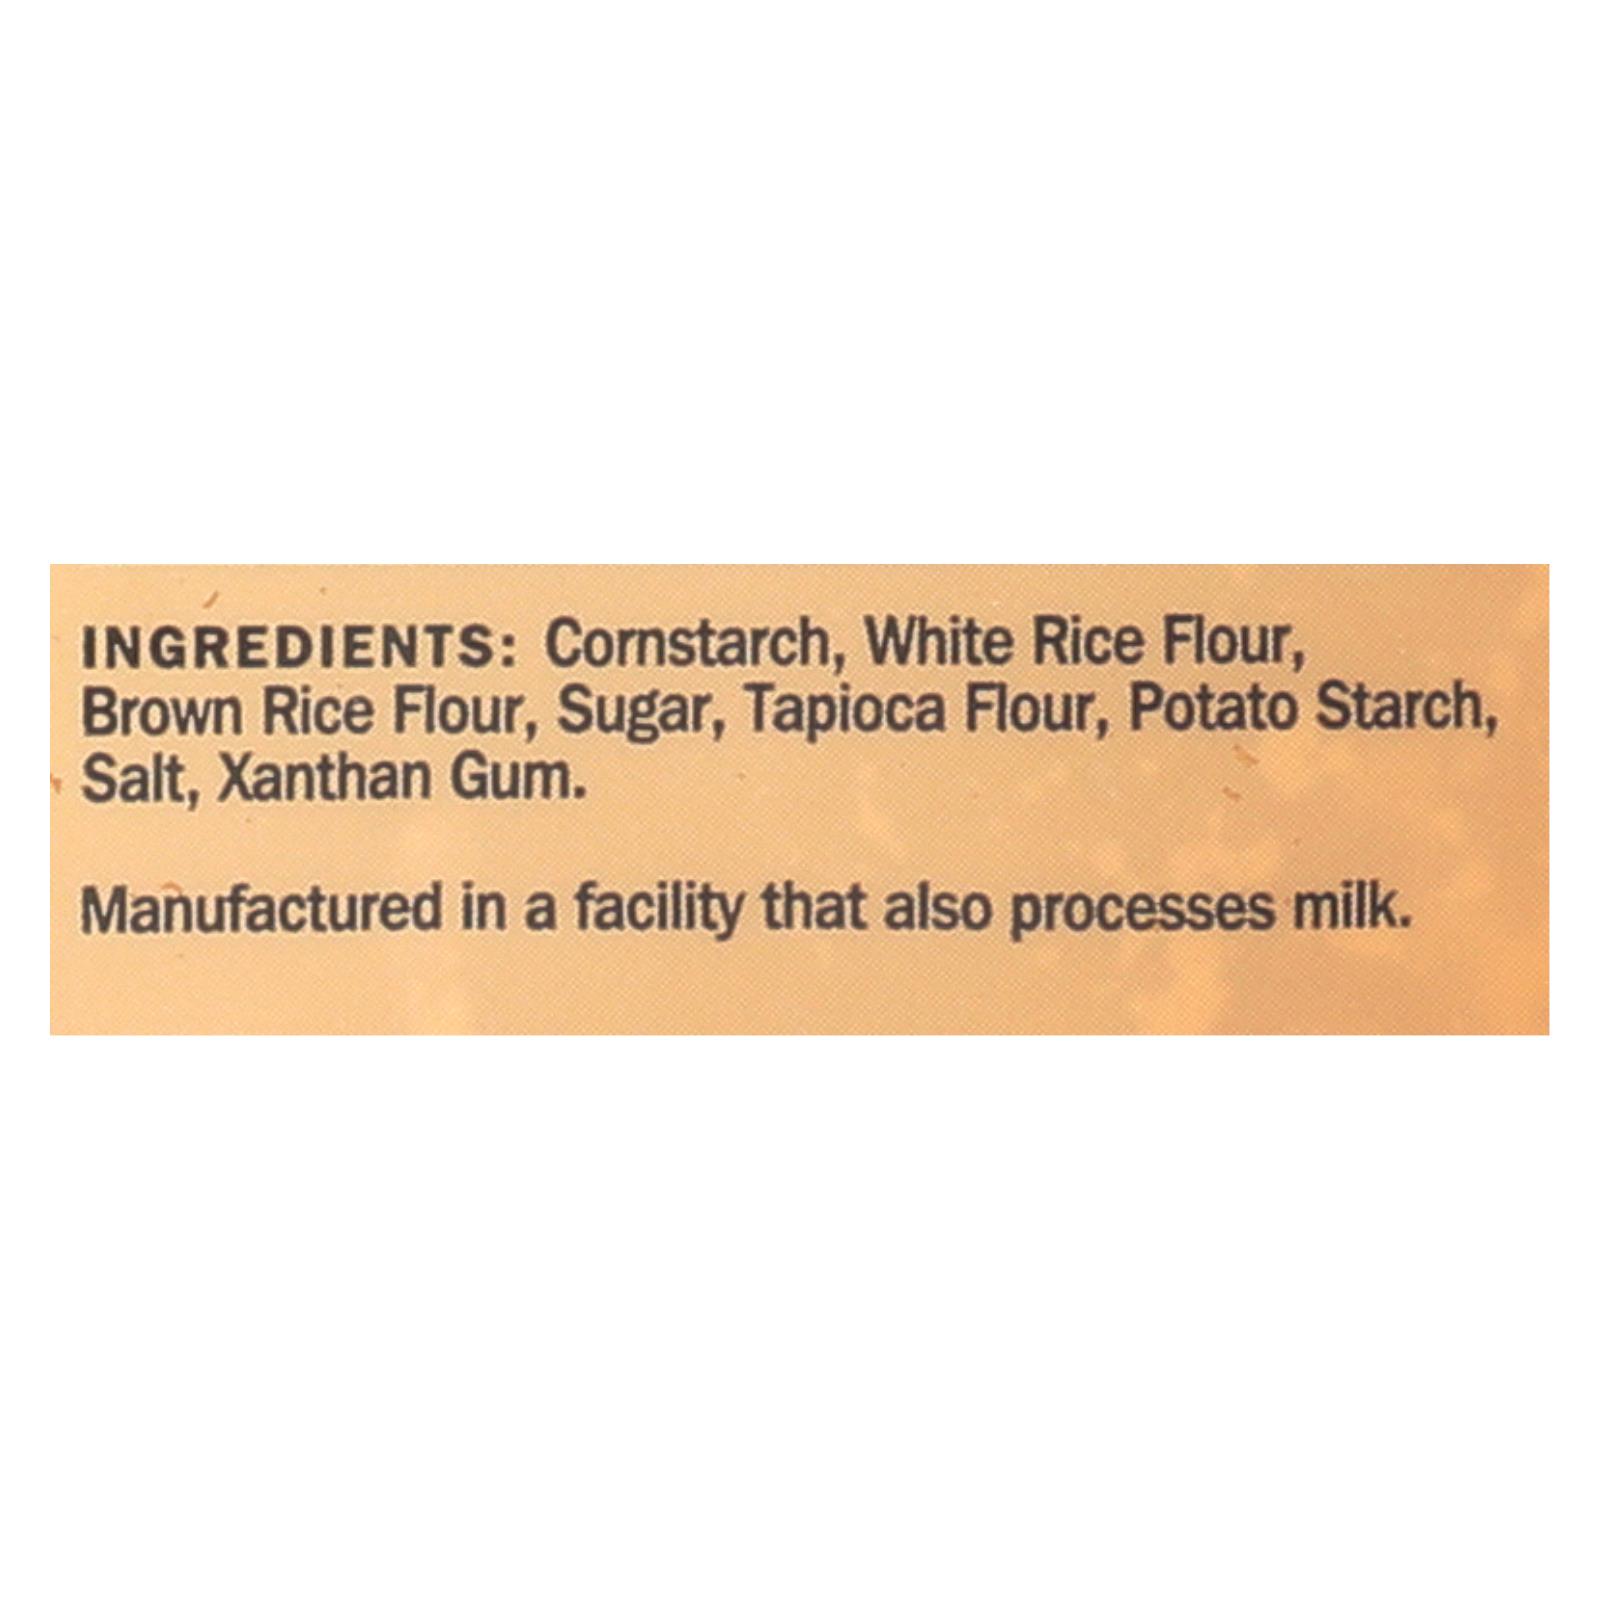 INGREDIENTS: Cornstarch, White Rice Flour,
Brown Rice Flour, Sugar, Tapioca Flour, Potato Starch,
Salt, Xanthan Gum.
Manufactured in a facility that also processes milk.